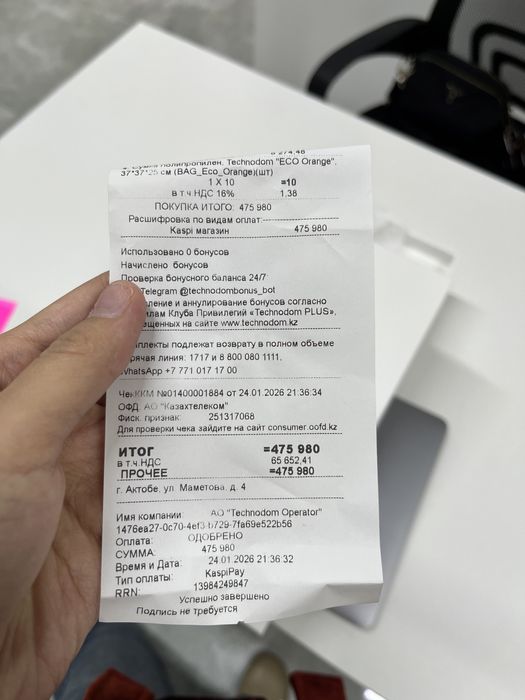 полипропилен, Technodom "ECO Orange",
37*37*25 см (BAG_Eco_Orange)(шт)
1 X 10 =10
в т.ч НДС 16% 1.38
ПОКУПКА ИТОГО: 475 980
Расшифровка по видам оплат:
Kaspi магазин 475 980
Использовано 0 бонусов
Начислено бонусов
Проверка бонусного баланса 24/7
Telegram @technodombonus_bot
ление и аннулирование бонусов согласно
илам Клуба Привилегий «Technodom PLUS»,
ещенных на сайте www.technodom.kz
плекты подлежат возврату в полном объеме
рячая линия: 1717 и 8 800 080 1111,
WhatsApp +7 771 017 17 00
Чек ККМ №01400001884 от 24.01.2026 21:36:34
ОФД: АО "Казахтелеком"
Фиск. признак: 251317068
Для проверки чека зайдите на сайт consumer.oofd.kz
ИТОГ =475 980
в т.ч.НДС 65 652,41
ПРОЧЕЕ =475 980
г. Актобе, ул. Маметова, д. 4
Имя компании АО "Technodom Operator"
1476ea27-0c70-4ef3-b729-7fa69e522b56
Оплата: ОДОБРЕНО
СУММА: 475 980
Время и Дата: 24.01.2026 21:36:32
Тип оплаты: KaspiPay
RRN: 13984249847
Успешно завершено
Подпись не требуется